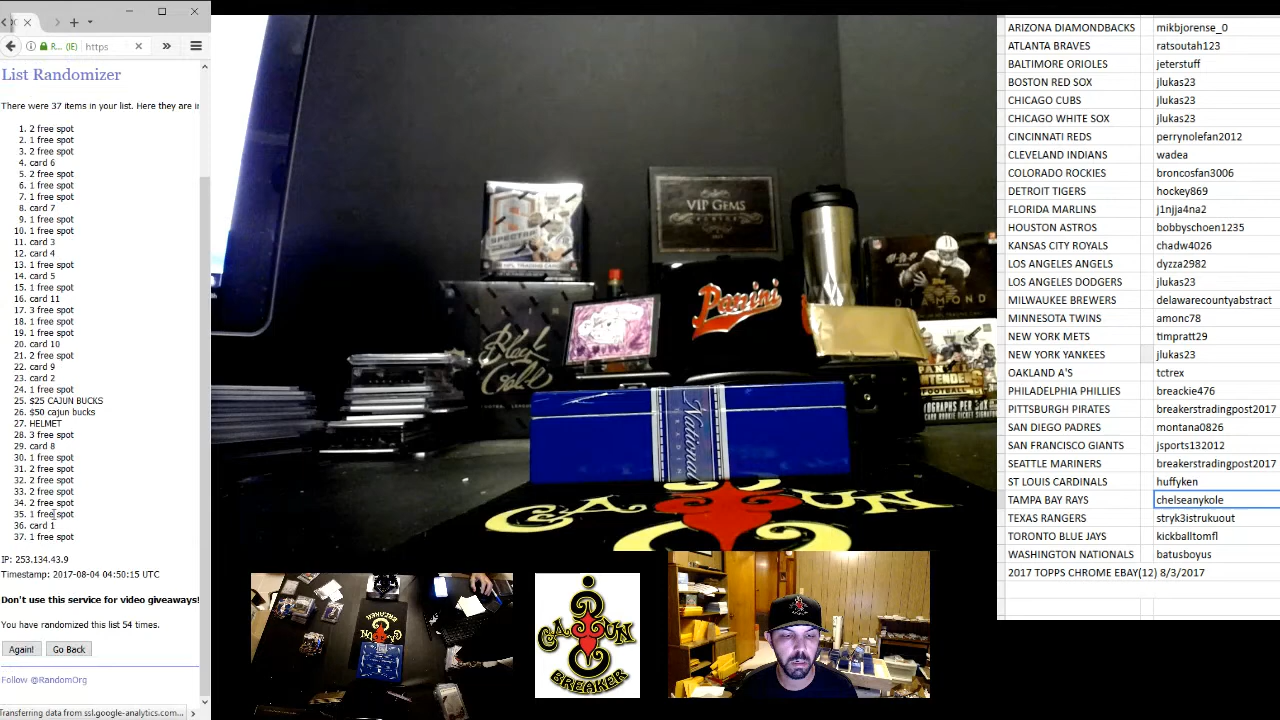 R... (IE)
https
List Randomizer
There were 37 items in your list. Here they are i
1. 2 free spot
2. 1 free spot
3. 2 free spot
4. card 6
5. 2 free spot
6. 1 free spot
7. 1 free spot
8. card 7
9. 1 free spot
10. 1 free spot
11. card 3
12. card 4
13. 1 free spot
14. card 5
15. 1 free spot
16. card 11
17. 3 free spot
18. 1 free spot
19. 1 free spot
20. card 10
21. 2 free spot
22. card 9
23. card 2
24. 1 free spot
25. $25 CAJUN BUCKS
26. $50 cajun bucks
27. HELMET
28. 3 free spot
29. card 8
30. 1 free spot
31. 2 free spot
32. 2 free spot
33. 2 free spot
34. 2 free spot
35. 1 free spot
36. card 1
37. 1 free spot
IP: 253.134.43.9
Timestamp: 2017-08-04 04:50:15 UTC
Don't use this service for video giveaways!
You have randomized this list 54 times.
Again!
Go Back
Follow @RandomOrg
Transferring data from ssl.google-analytics.com...
SPECTRA
VIP GEMS
Panini
DIAMOND
Black Gold
FOOTBALL
National
CAJUN
CAJUN
BREAKER
ARIZONA DIAMONDBACKS mikbjorense_0
ATLANTA BRAVES ratsoutah123
BALTIMORE ORIOLES jeterstuff
BOSTON RED SOX jlukas23
CHICAGO CUBS jlukas23
CHICAGO WHITE SOX jlukas23
CINCINNATI REDS perrynolefan2012
CLEVELAND INDIANS wadea
COLORADO ROCKIES broncosfan3006
DETROIT TIGERS hockey869
FLORIDA MARLINS j1njja4na2
HOUSTON ASTROS bobbyschoen1235
KANSAS CITY ROYALS chadw4026
LOS ANGELES ANGELS dyzza2982
LOS ANGELES DODGERS jlukas23
MILWAUKEE BREWERS delawarecountyabstract
MINNESOTA TWINS amonc78
NEW YORK METS timpratt29
NEW YORK YANKEES jlukas23
OAKLAND A'S tctrex
PHILADELPHIA PHILLIES breackie476
PITTSBURGH PIRATES breakerstradingpost2017
SAN DIEGO PADRES montana0826
SAN FRANCISCO GIANTS jsports132012
SEATTLE MARINERS breakerstradingpost2017
ST LOUIS CARDINALS huffyken
TAMPA BAY RAYS chelseanykole
TEXAS RANGERS stryk3istrukuout
TORONTO BLUE JAYS kickballtomfl
WASHINGTON NATIONALS batusboyus
2017 TOPPS CHROME EBAY(12) 8/3/2017